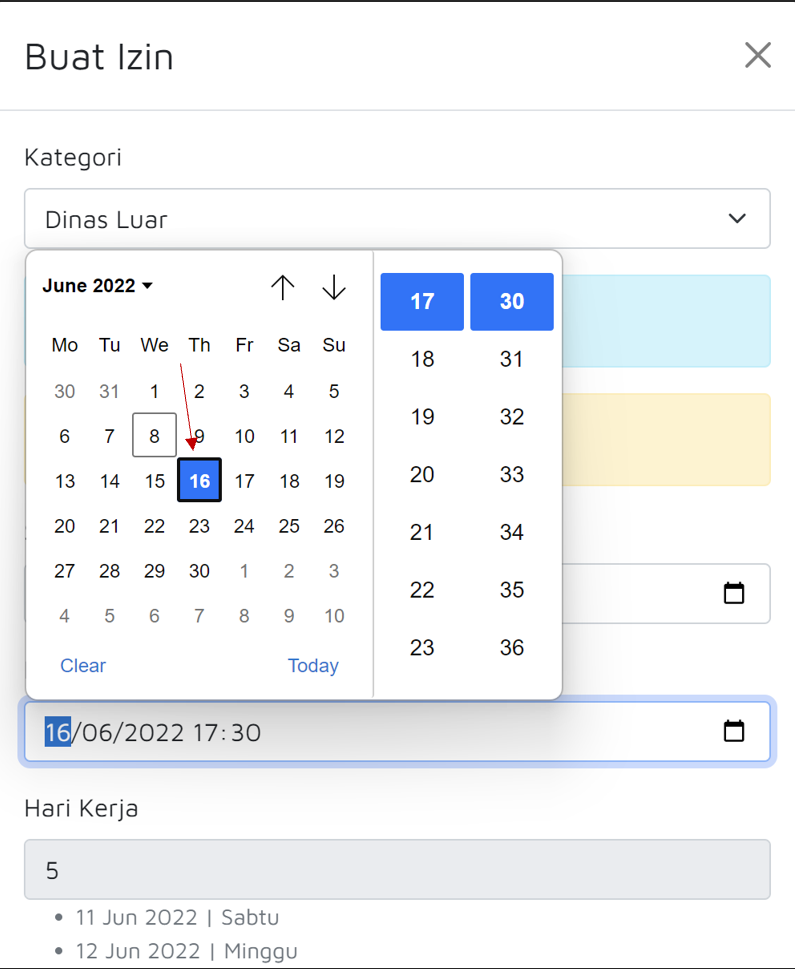 Buat Izin
Kategori
Dinas Luar
June 2022
Mo Tu We Th Fr Sa Su
30 31 1 2 3 4 5
6 7 8 9 10 11 12
13 14 15 16 17 18 19
20 21 22 23 24 25 26
27 28 29 30 1 2 3
4 5 6 7 8 9 10
Clear Today
17 30
18 31
19 32
20 33
21 34
22 35
23 36
16/06/2022 17:30
Hari Kerja
5
• 11 Jun 2022 | Sabtu
• 12 Jun 2022 | Minggu